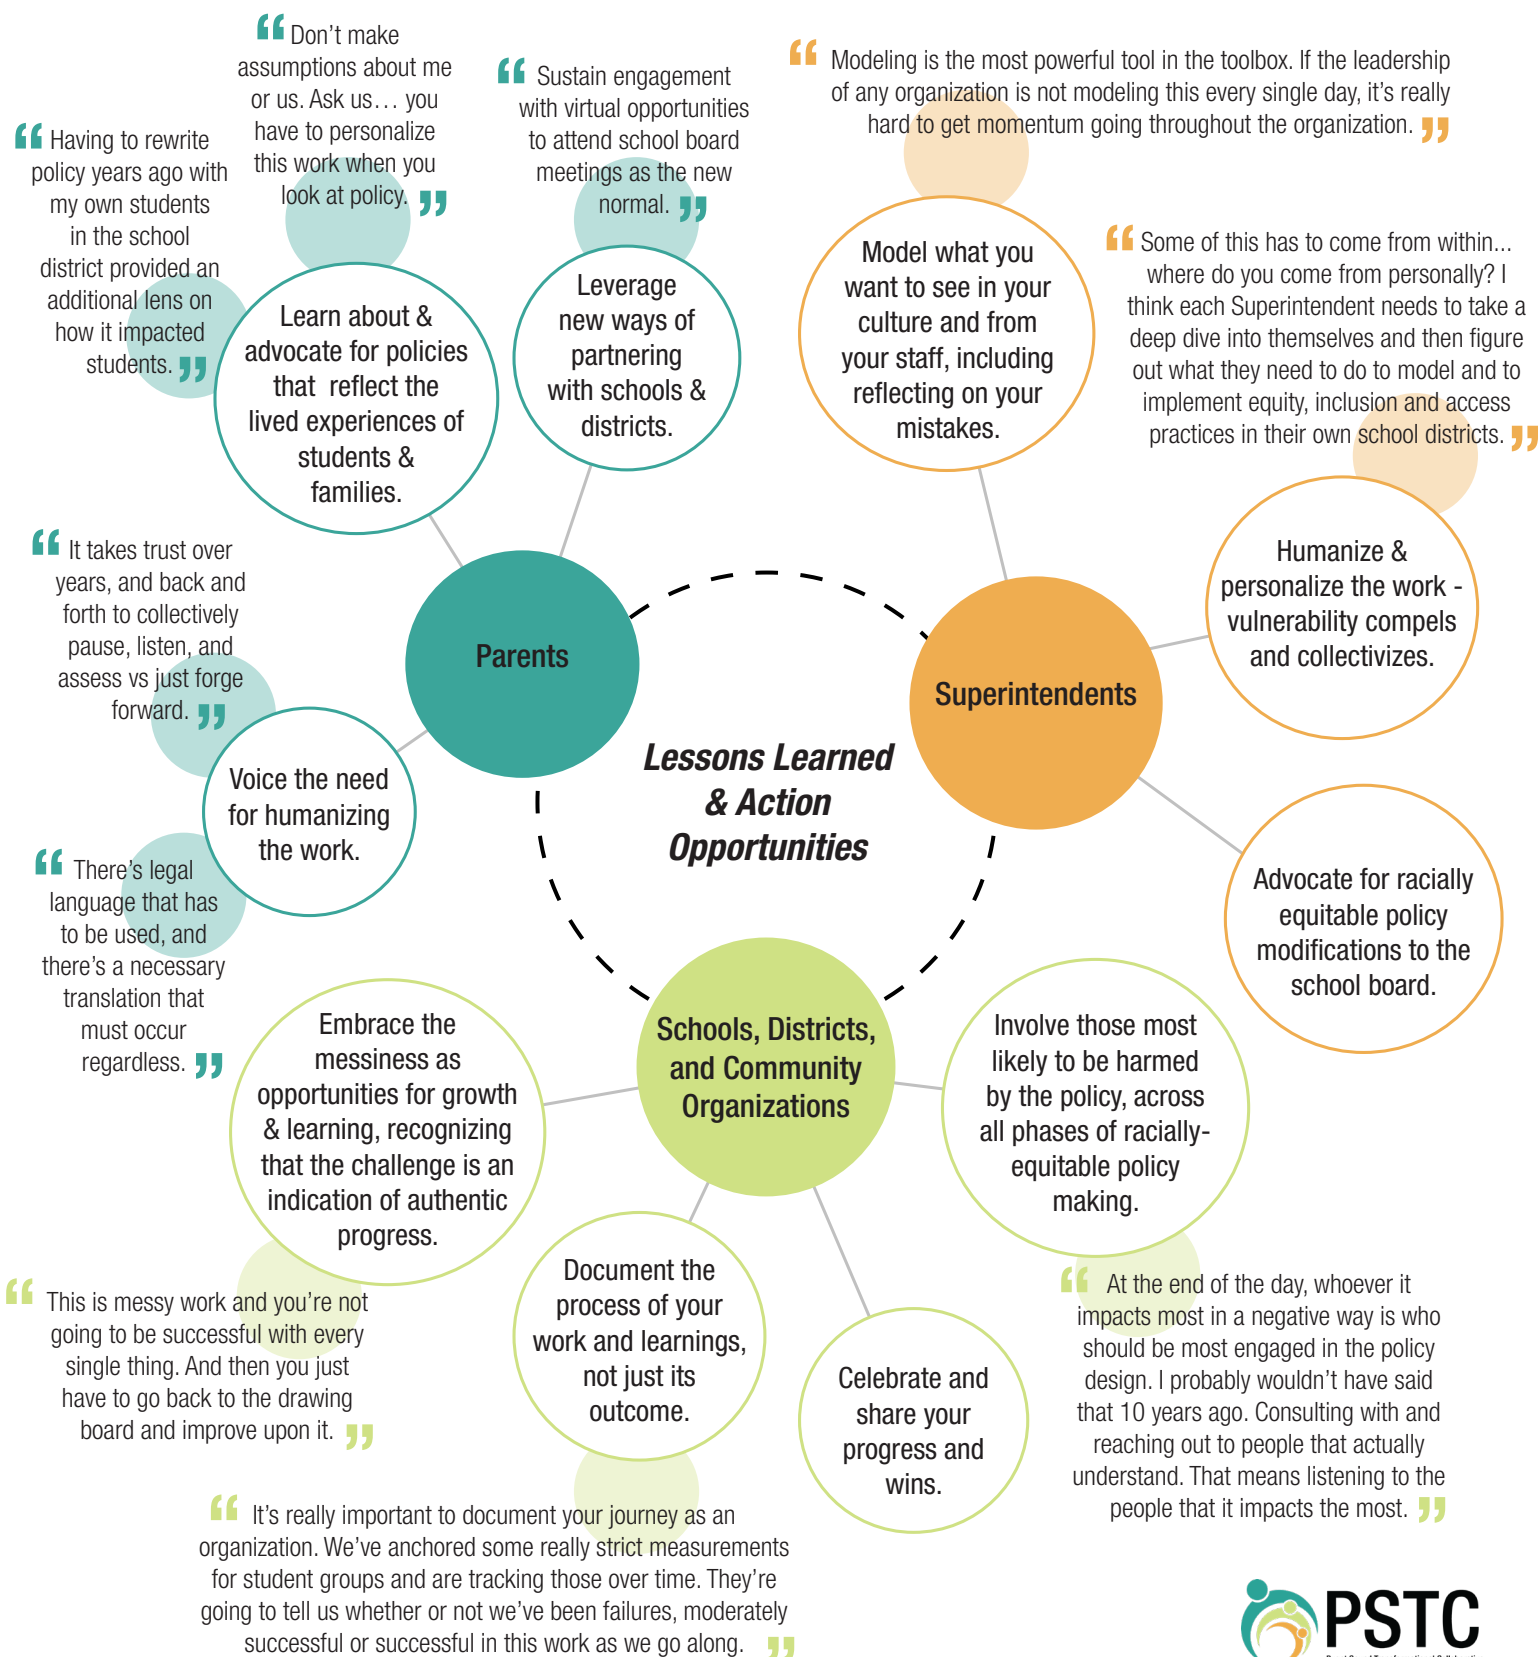 “ Don’t make
assumptions about me
or us. Ask us… you
have to personalize
this work when you
look at policy. ”
“ Sustain engagement
with virtual opportunities
to attend school board
meetings as the new
normal. ”
“ Modeling is the most powerful tool in the toolbox. If the leadership
of any organization is not modeling this every single day, it’s really
hard to get momentum going throughout the organization. ”
“ Having to rewrite
policy years ago with
my own students
in the school
district provided an
additional lens on
how it impacted
students. ”
“ Some of this has to come from within...
where do you come from personally? I
think each Superintendent needs to take a
deep dive into themselves and then figure
out what they need to do to model and to
implement equity, inclusion and access
practices in their own school districts. ”
Learn about &
advocate for policies
that reflect the
lived experiences of
students &
families.
Leverage
new ways of
partnering
with schools &
districts.
Model what you
want to see in your
culture and from
your staff, including
reflecting on your
mistakes.
“ It takes trust over
years, and back and
forth to collectively
pause, listen, and
assess vs just forge
forward. ”
Humanize &
personalize the work -
vulnerability compels
and collectivizes.
Parents
Superintendents
Lessons Learned
& Action
Opportunities
Voice the need
for humanizing
the work.
“ There’s legal
language that has
to be used, and
there’s a necessary
translation that
must occur
regardless. ”
Advocate for racially
equitable policy
modifications to the
school board.
Schools, Districts,
and Community
Organizations
Embrace the
messiness as
opportunities for growth
& learning, recognizing
that the challenge is an
indication of authentic
progress.
Involve those most
likely to be harmed
by the policy, across
all phases of racially-
equitable policy
making.
Document the
process of your
work and learnings,
not just its
outcome.
Celebrate and
share your
progress and
wins.
“ This is messy work and you’re not
going to be successful with every
single thing. And then you just
have to go back to the drawing
board and improve upon it. ”
“ At the end of the day, whoever it
impacts most in a negative way is who
should be most engaged in the policy
design. I probably wouldn’t have said
that 10 years ago. Consulting with and
reaching out to people that actually
understand. That means listening to the
people that it impacts the most. ”
“ It’s really important to document your journey as an
organization. We’ve anchored some really strict measurements
for student groups and are tracking those over time. They’re
going to tell us whether or not we’ve been failures, moderately
successful or successful in this work as we go along. ”
PSTC